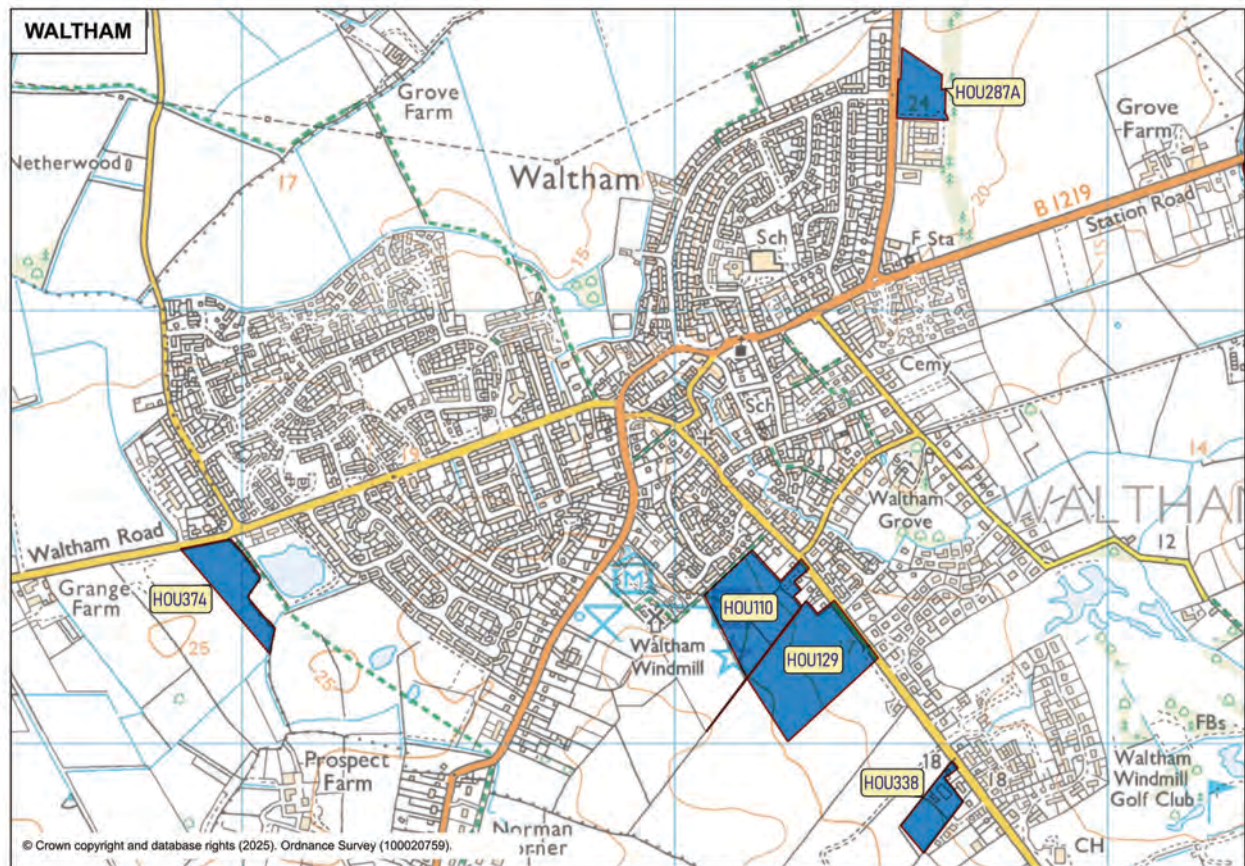 WALTHAM
Grove
Farm
HOU287A
24
Grove
Farm
Netherwood
17
Waltham
20
B 1219
Station Road
15
15
Sch
F Sta
Cemy
Sch
19
14
Waltham
Grove
WALTHAM
12
Waltham Road
Grange
Farm
HOU374
25
25
M
HOU110
Waltham
Windmill
HOU129
17
Prospect
Farm
18
18
HOU338
FBs
Waltham
Windmill
Golf Club
Norman
orner
CH
© Crown copyright and database rights (2025). Ordnance Survey (100020759).